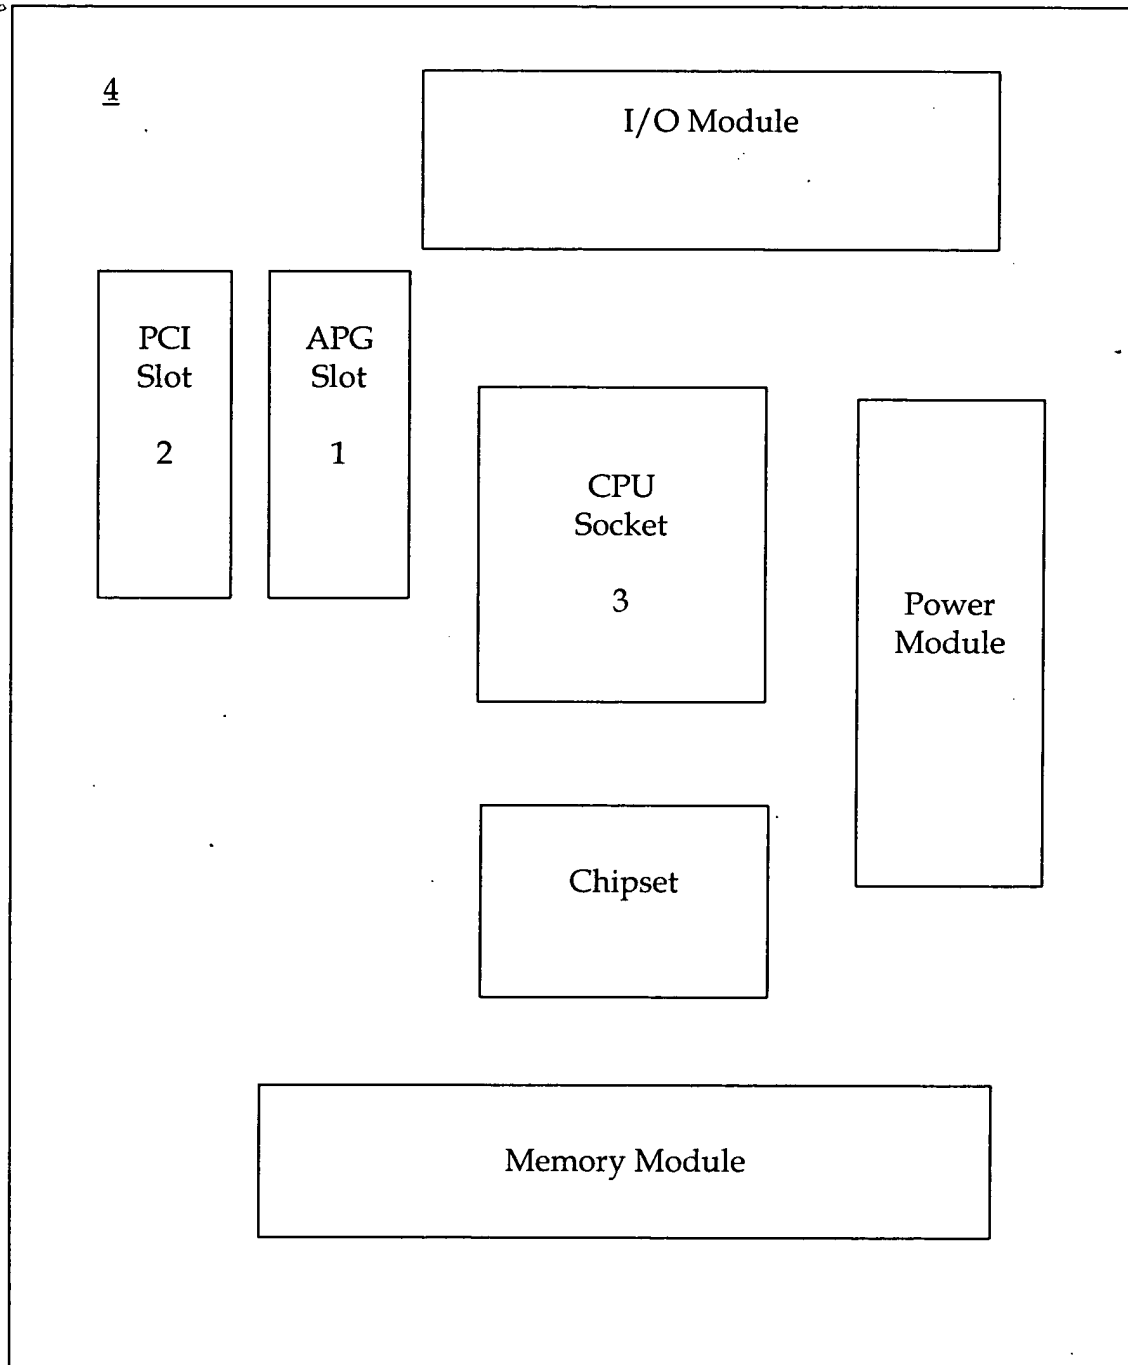 4
I/O Module
PCI
Slot
2
APG
Slot
1
CPU
Socket
3
Power
Module
Chipset
Memory Module